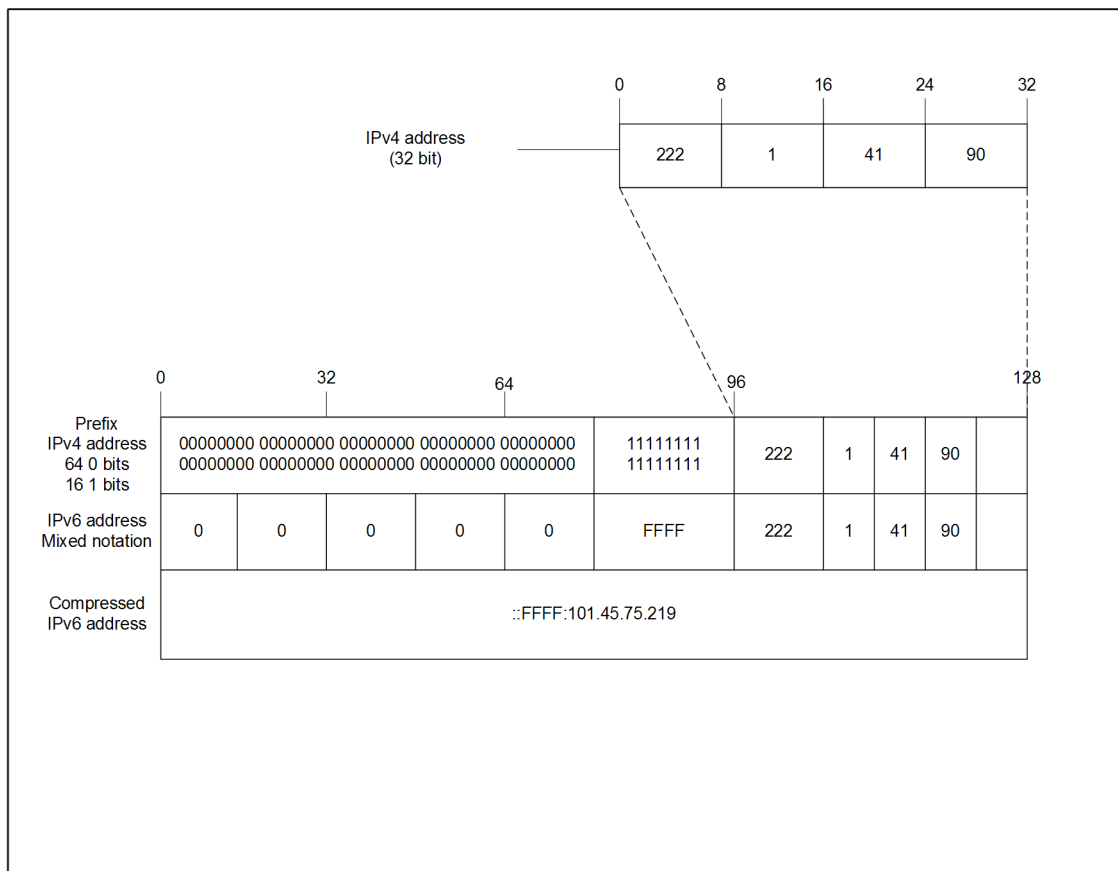 0 8 16 24 32
IPv4 address
(32 bit)
222 1 41 90
0 32 64 96 128
Prefix
IPv4 address
64 0 bits
16 1 bits
00000000 00000000 00000000 00000000 00000000
00000000 00000000 00000000 00000000 00000000
11111111
11111111
222 1 41 90
IPv6 address
Mixed notation
0 0 0 0 0 FFFF 222 1 41 90
Compressed
IPv6 address
::FFFF:101.45.75.219